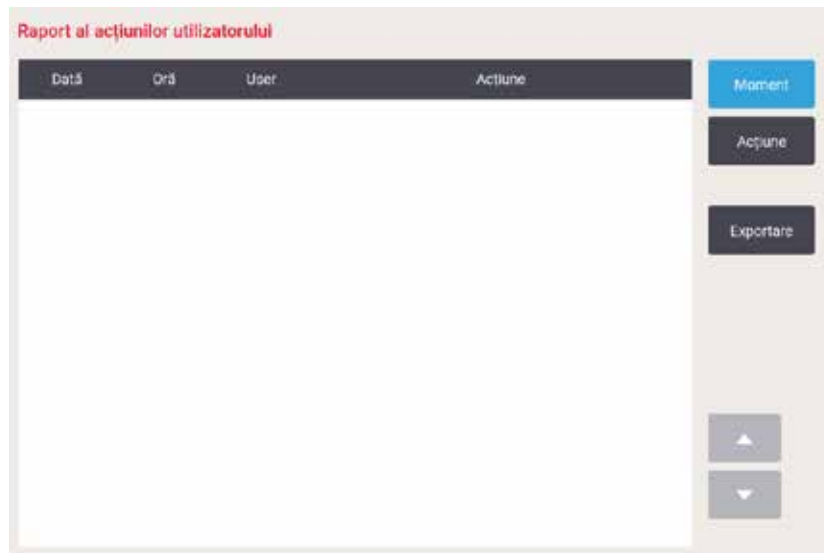 Raport al acțiunilor utilizatorului
Dată Oră User Acțiune
Moment
Acțiune
Exportare